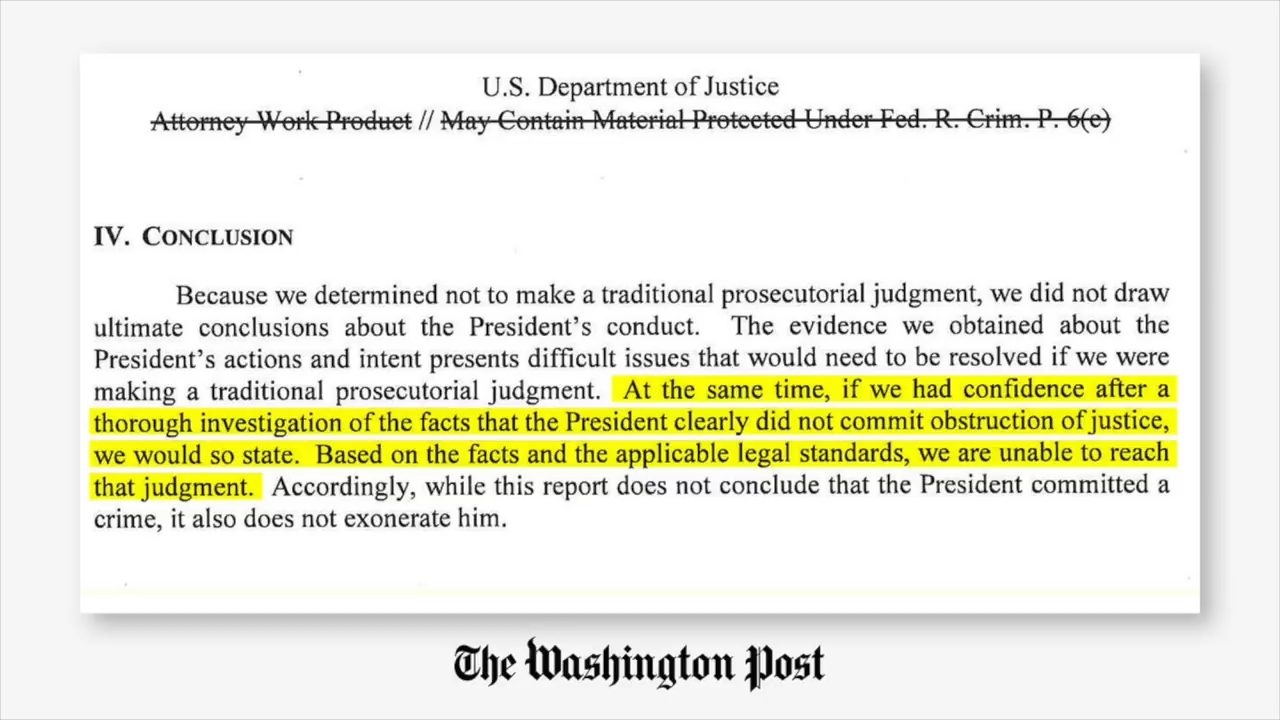 U.S. Department of Justice
Attorney Work Product // May Contain Material Protected Under Fed. R. Crim. P. 6(e)
IV. CONCLUSION
Because we determined not to make a traditional prosecutorial judgment, we did not draw
ultimate conclusions about the President's conduct. The evidence we obtained about the
President's actions and intent presents difficult issues that would need to be resolved if we were
making a traditional prosecutorial judgment. At the same time, if we had confidence after a
thorough investigation of the facts that the President clearly did not commit obstruction of justice,
we would so state. Based on the facts and the applicable legal standards, we are unable to reach
that judgment. Accordingly, while this report does not conclude that the President committed a
crime, it also does not exonerate him.
The Washington Post